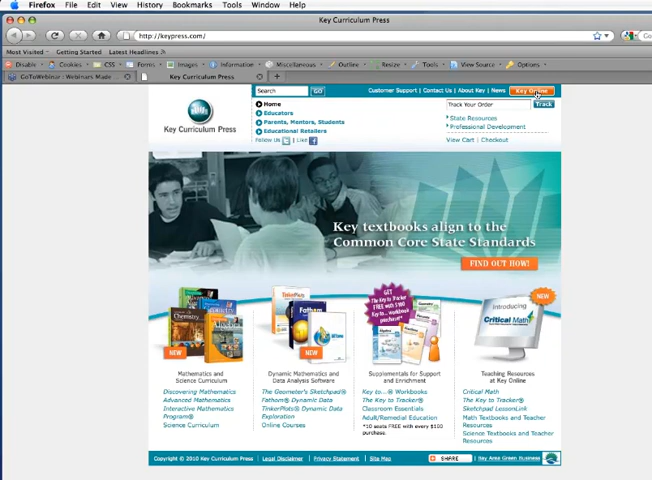 Firefox File Edit View History Bookmarks Tools Window Help
Key Curriculum Press
http://keypress.com/
Most Visited Getting Started Latest Headlines
Disable Cookies CSS Forms Images Information Miscellaneous Outline Resize Tools View Source Options
GoToWebinar : Webinars Made ... Key Curriculum Press
Search GO Customer Support | Contact Us | About Key | News Key Online
Home
Educators
Parents, Mentors, Students
Educational Retailers
Follow Us | Like
Track Your Order Track
State Resources
Professional Development
View Cart | Checkout
Key Curriculum Press
Key textbooks align to the
Common Core State Standards
FIND OUT HOW!
NEW
Mathematics and
Science Curriculum
Discovering Mathematics
Advanced Mathematics
Interactive Mathematics
Program®
Science Curriculum
Fathom
NEW
Dynamic Mathematics and
Data Analysis Software
The Geometer's Sketchpad®
Fathom® Dynamic Data
TinkerPlots® Dynamic Data
Exploration
Online Courses
GET
The Key to Tracker
FREE with $100
Key to... workbook
purchase!*
Supplementals for Support
and Enrichment
Key to... Workbooks
The Key to Tracker®
Classroom Essentials
Adult/Remedial Education
*10 seats FREE with every $100
purchase.
NEW
Introducing
Critical Math
Teaching Resources
at Key Online
Critical Math
The Key to Tracker®
Sketchpad LessonLink
Math Textbooks and Teacher
Resources
Science Textbooks and Teacher
Resources
Copyright © 2010 Key Curriculum Press | Legal Disclaimer | Privacy Statement | Site Map
SHARE | Bay Area Green Business